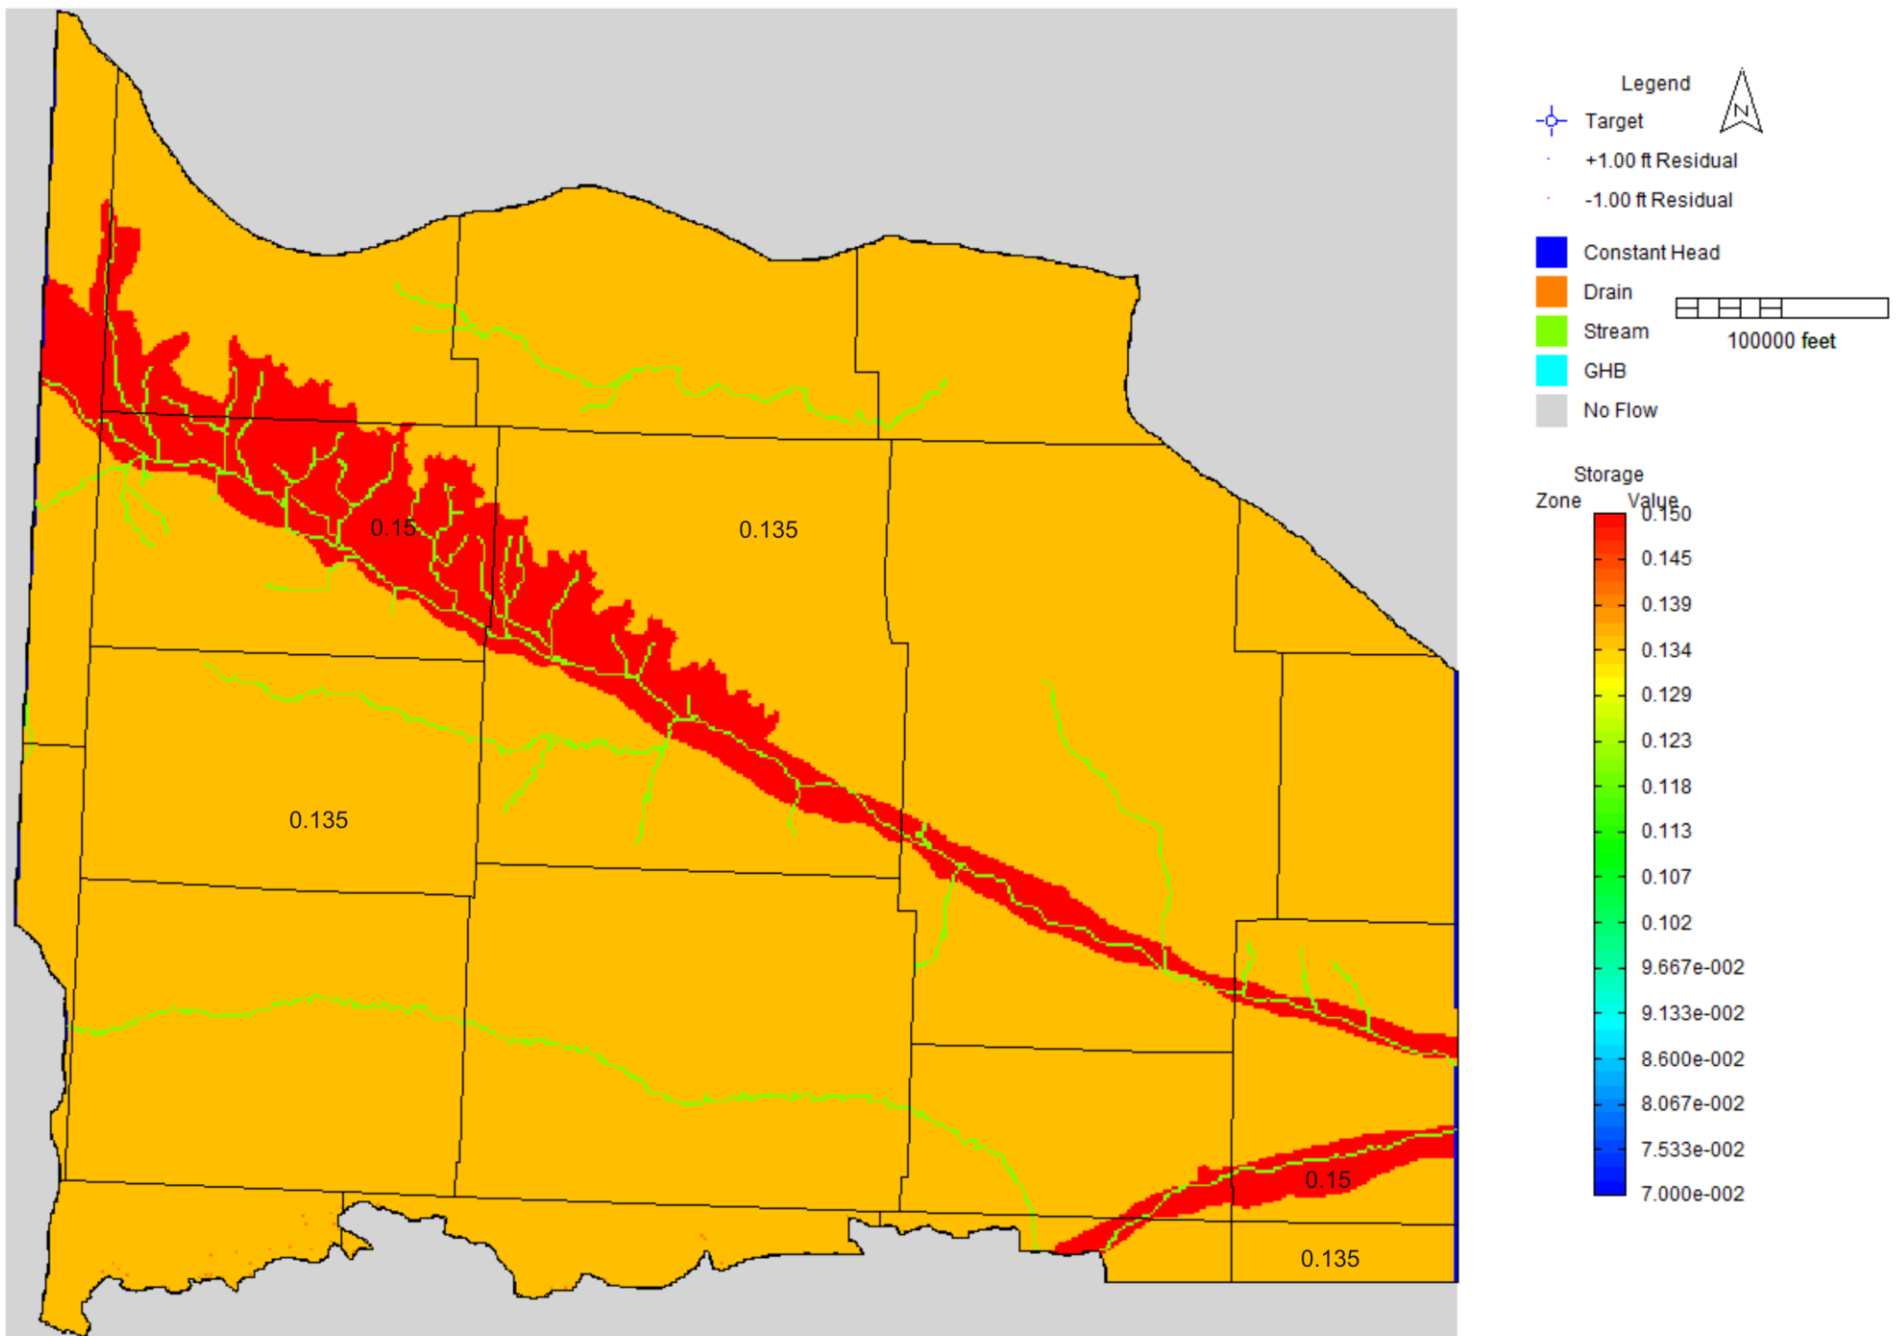 Legend
N
Target
+1.00 ft Residual
-1.00 ft Residual
Constant Head
Drain
Stream
100000 feet
GHB
No Flow
Storage
Zone Value
0.150
0.145
0.139
0.134
0.129
0.123
0.118
0.113
0.107
0.102
9.667e-002
9.133e-002
8.600e-002
8.067e-002
7.533e-002
7.000e-002
0.15
0.135
0.135
0.15
0.135